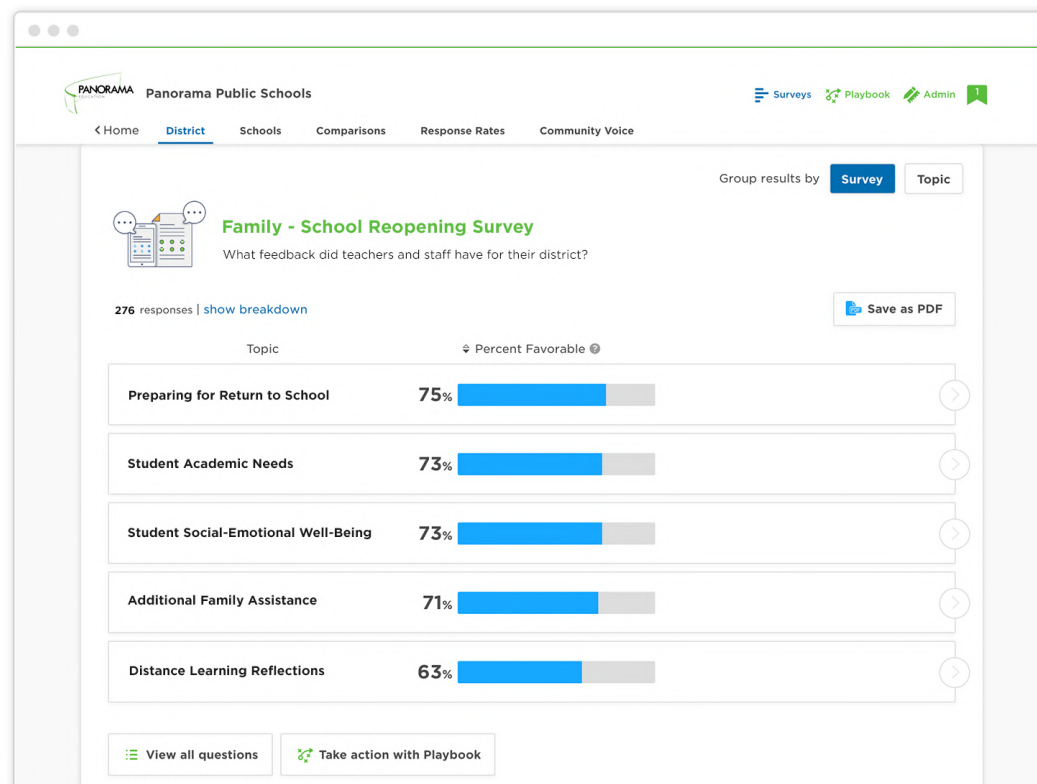 PANORAMA
EDUCATION
Panorama Public Schools
Surveys
Playbook
Admin
1
Home
District
Schools
Comparisons
Response Rates
Community Voice
Group results by
Survey
Topic
Family - School Reopening Survey
What feedback did teachers and staff have for their district?
276 responses | show breakdown
PDF
Save as PDF
Topic
Percent Favorable ?
Preparing for Return to School 75%
Student Academic Needs 73%
Student Social-Emotional Well-Being 73%
Additional Family Assistance 71%
Distance Learning Reflections 63%
View all questions
Take action with Playbook